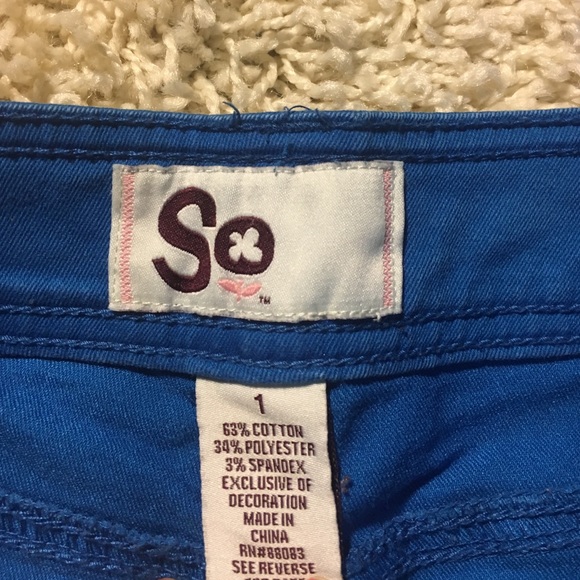 So
TM
1
63% COTTON
34% POLYESTER
3% SPANDEX
EXCLUSIVE OF
DECORATION
MADE IN
CHINA
RN#88083
SEE REVERSE